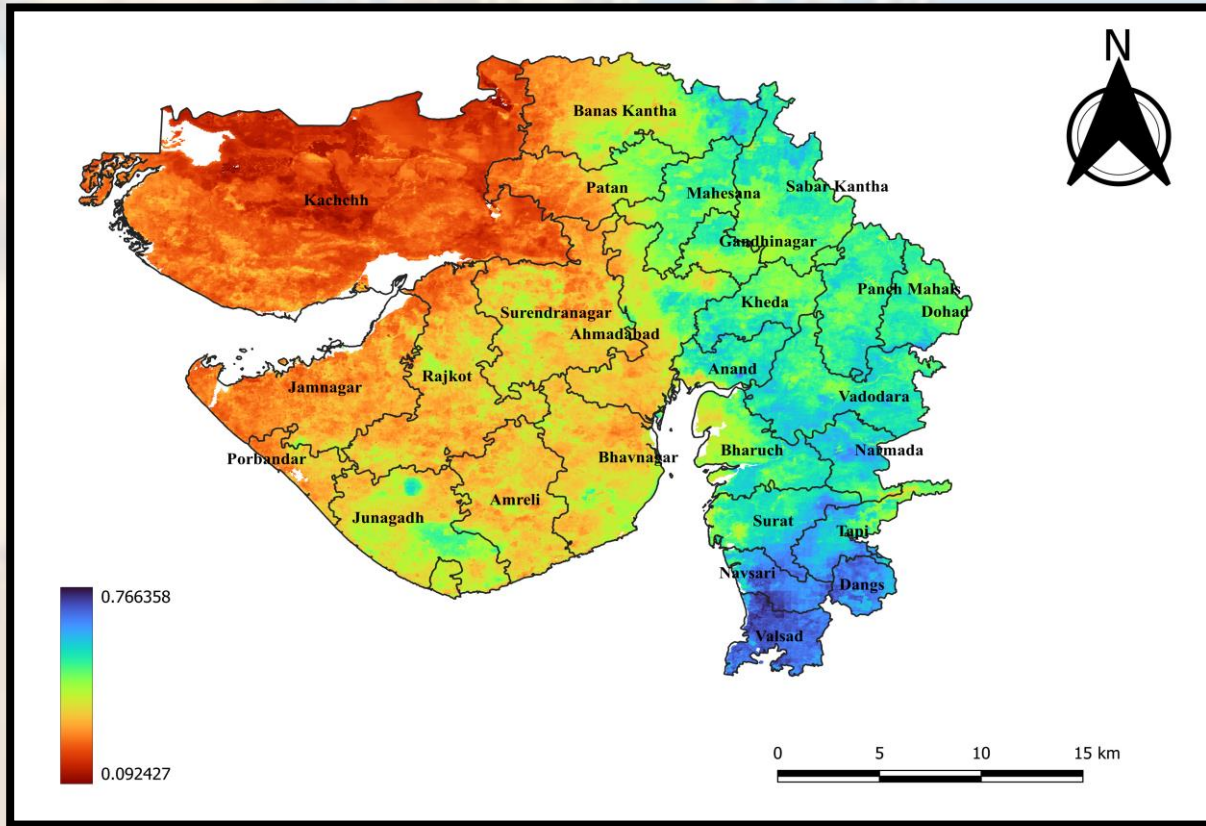 N
Banas Kantha
Patan
Mahesana
Sabar Kantha
Kachchh
Gandhinagar
Panch Mahals
Kheda
Dohad
Surendranagar
Ahmadabad
Anand
Rajkot
Jamnagar
Vadodara
Porbandar
Bhavnagar
Bharuch
Narmada
Amreli
Junagadh
Surat
Tapi
Navsari
Dangs
Valsad
0.766358
0.092427
0 5 10 15 km